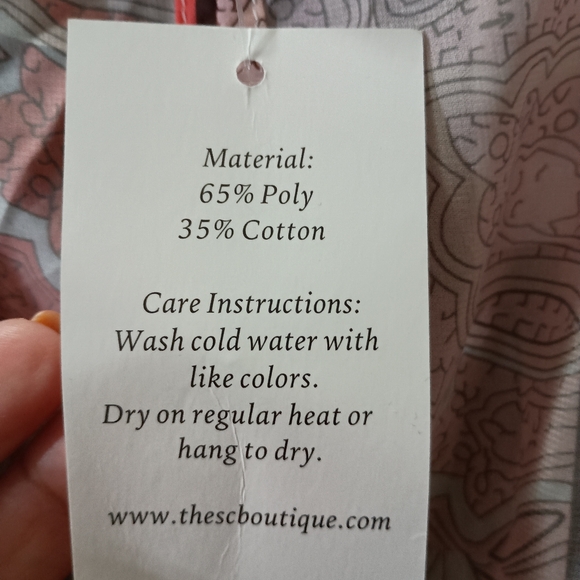 Material:
65% Poly
35% Cotton
Care Instructions:
Wash cold water with
like colors.
Dry on regular heat or
hang to dry.
www.thescboutique.com